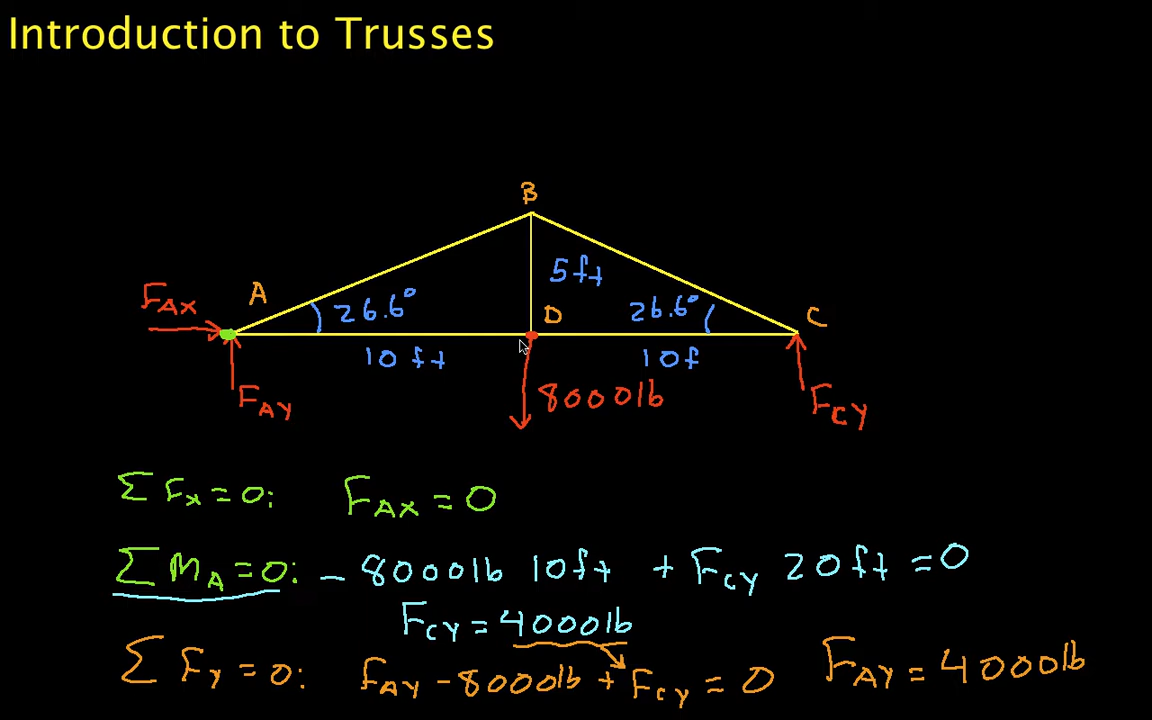 Introduction to Trusses
B
5ft
FAX
A
26.6°
D
26.6°
C
10 ft
10f
FAY
8000lb
FCY
ΣFx=0: FAX=0
ΣMA=0: - 8000lb 10ft + FCY 20ft =0
FCY=4000lb
ΣFy=0: FAY-8000lb+FCY=0 FAY=4000lb